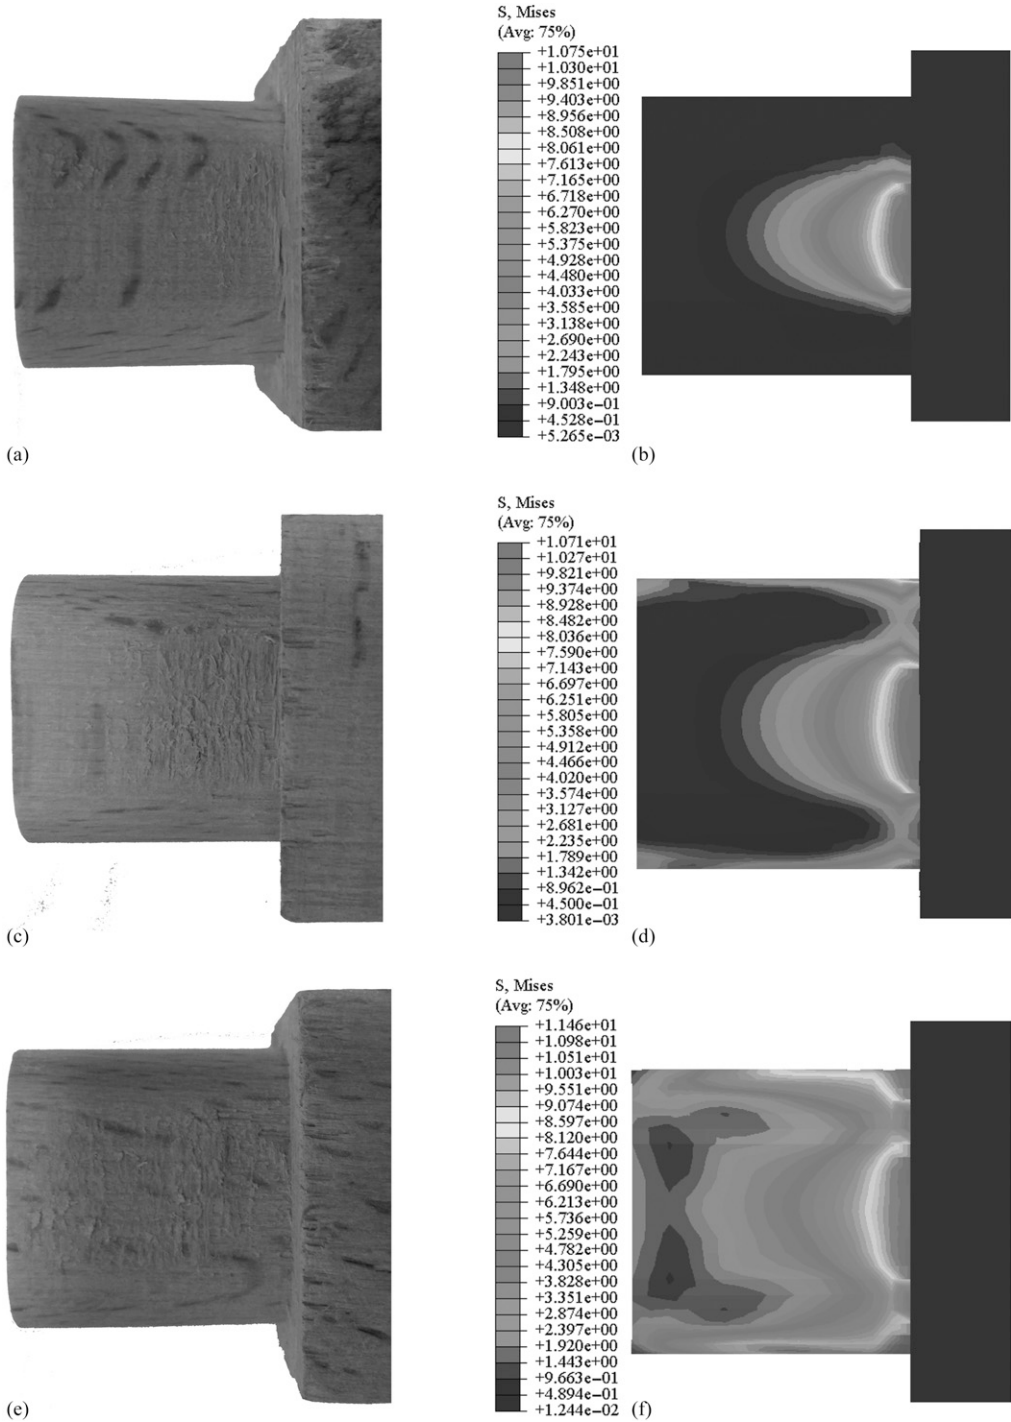 S, Mises
(Avg: 75%)
+1.075e+01
+1.030e+01
+9.851e+00
+9.403e+00
+8.956e+00
+8.508e+00
+8.061e+00
+7.613e+00
+7.165e+00
+6.718e+00
+6.270e+00
+5.823e+00
+5.375e+00
+4.928e+00
+4.480e+00
+4.033e+00
+3.585e+00
+3.138e+00
+2.690e+00
+2.243e+00
+1.795e+00
+1.348e+00
+9.003e−01
+4.528e−01
+5.265e−03
(a)
(b)
S, Mises
(Avg: 75%)
+1.071e+01
+1.027e+01
+9.821e+00
+9.374e+00
+8.928e+00
+8.482e+00
+8.036e+00
+7.590e+00
+7.143e+00
+6.697e+00
+6.251e+00
+5.805e+00
+5.358e+00
+4.912e+00
+4.466e+00
+4.020e+00
+3.574e+00
+3.127e+00
+2.681e+00
+2.235e+00
+1.789e+00
+1.342e+00
+8.962e−01
+4.500e−01
+3.801e−03
(c)
(d)
S, Mises
(Avg: 75%)
+1.146e+01
+1.098e+01
+1.051e+01
+1.003e+01
+9.551e+00
+9.074e+00
+8.597e+00
+8.120e+00
+7.644e+00
+7.167e+00
+6.690e+00
+6.213e+00
+5.736e+00
+5.259e+00
+4.782e+00
+4.305e+00
+3.828e+00
+3.351e+00
+2.874e+00
+2.397e+00
+1.920e+00
+1.443e+00
+9.663e−01
+4.894e−01
+1.244e−02
(e)
(f)